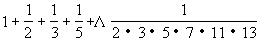 1 + 1/2 + 1/3 + 1/5 + Λ 1/(2・3・5・7・11・13)